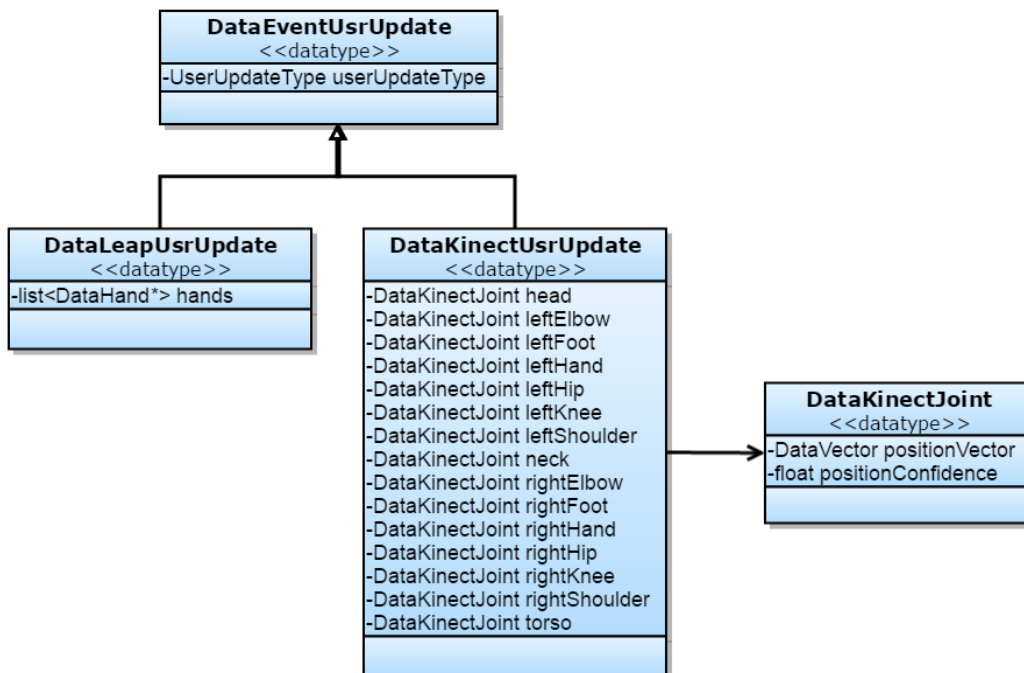 DataEventUsrUpdate
<<datatype>>
-UserUpdateType userUpdateType
DataLeapUsrUpdate
<<datatype>>
-list<DataHand*> hands
DataKinectUsrUpdate
<<datatype>>
-DataKinectJoint head
-DataKinectJoint leftElbow
-DataKinectJoint leftFoot
-DataKinectJoint leftHand
-DataKinectJoint leftHip
-DataKinectJoint leftKnee
-DataKinectJoint leftShoulder
-DataKinectJoint neck
-DataKinectJoint rightElbow
-DataKinectJoint rightFoot
-DataKinectJoint rightHand
-DataKinectJoint rightHip
-DataKinectJoint rightKnee
-DataKinectJoint rightShoulder
-DataKinectJoint torso
DataKinectJoint
<<datatype>>
-DataVector positionVector
-float positionConfidence